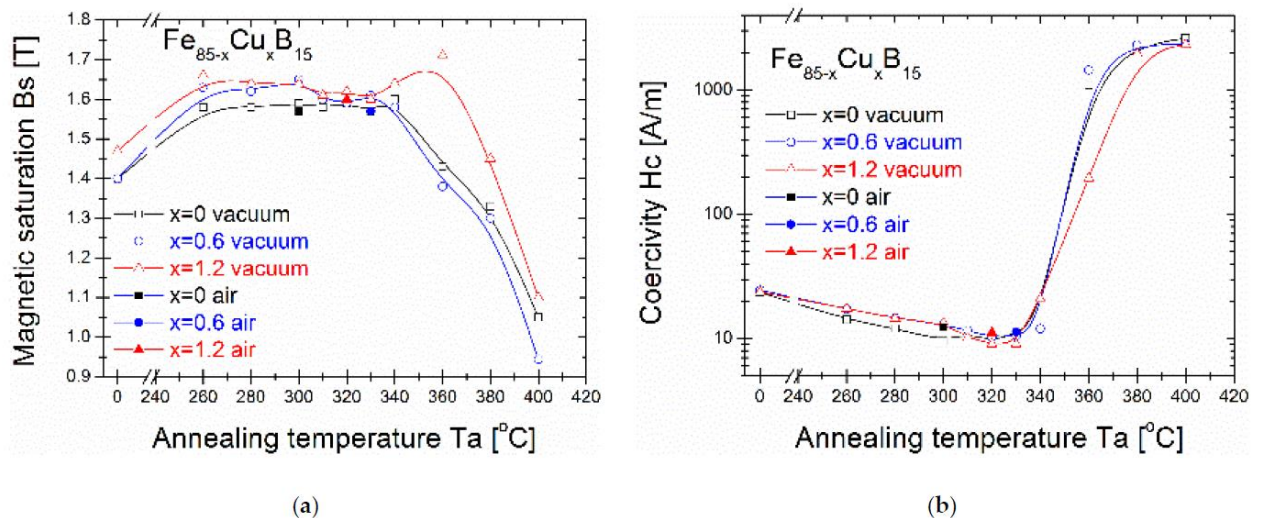 Fe85-xCuxB15
Magnetic saturation Bs [T]
1.8
1.7
1.6
1.5
1.4
1.3
1.2
1.1
1.0
0.9
x=0 vacuum
x=0.6 vacuum
x=1.2 vacuum
x=0 air
x=0.6 air
x=1.2 air
0 240 260 280 300 320 340 360 380 400 420
Annealing temperature Ta [°C]
(a)
Fe85-xCuxB15
Coercivity Hc [A/m]
1000
100
10
x=0 vacuum
x=0.6 vacuum
x=1.2 vacuum
x=0 air
x=0.6 air
x=1.2 air
0 240 260 280 300 320 340 360 380 400 420
Annealing temperature Ta [°C]
(b)